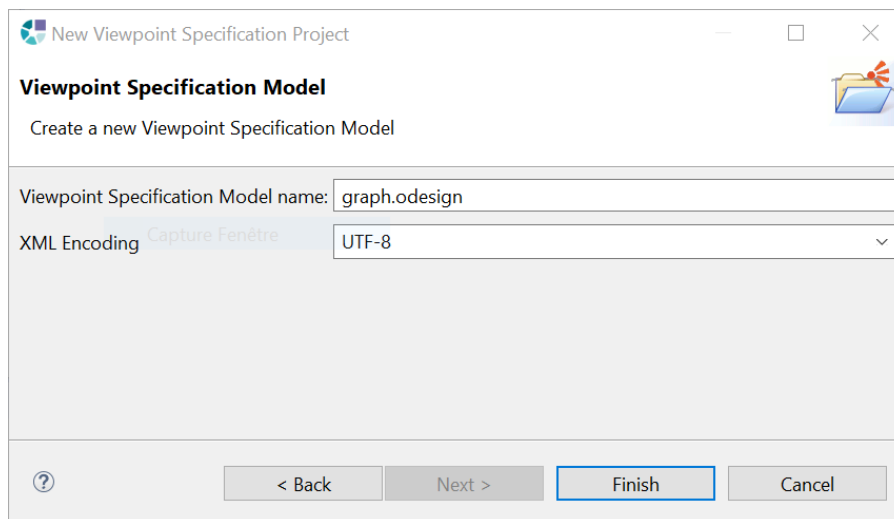 New Viewpoint Specification Project
Viewpoint Specification Model
Create a new Viewpoint Specification Model
Viewpoint Specification Model name: graph.odesign
Capture Fenêtre
XML Encoding UTF-8
? < Back Next > Finish Cancel